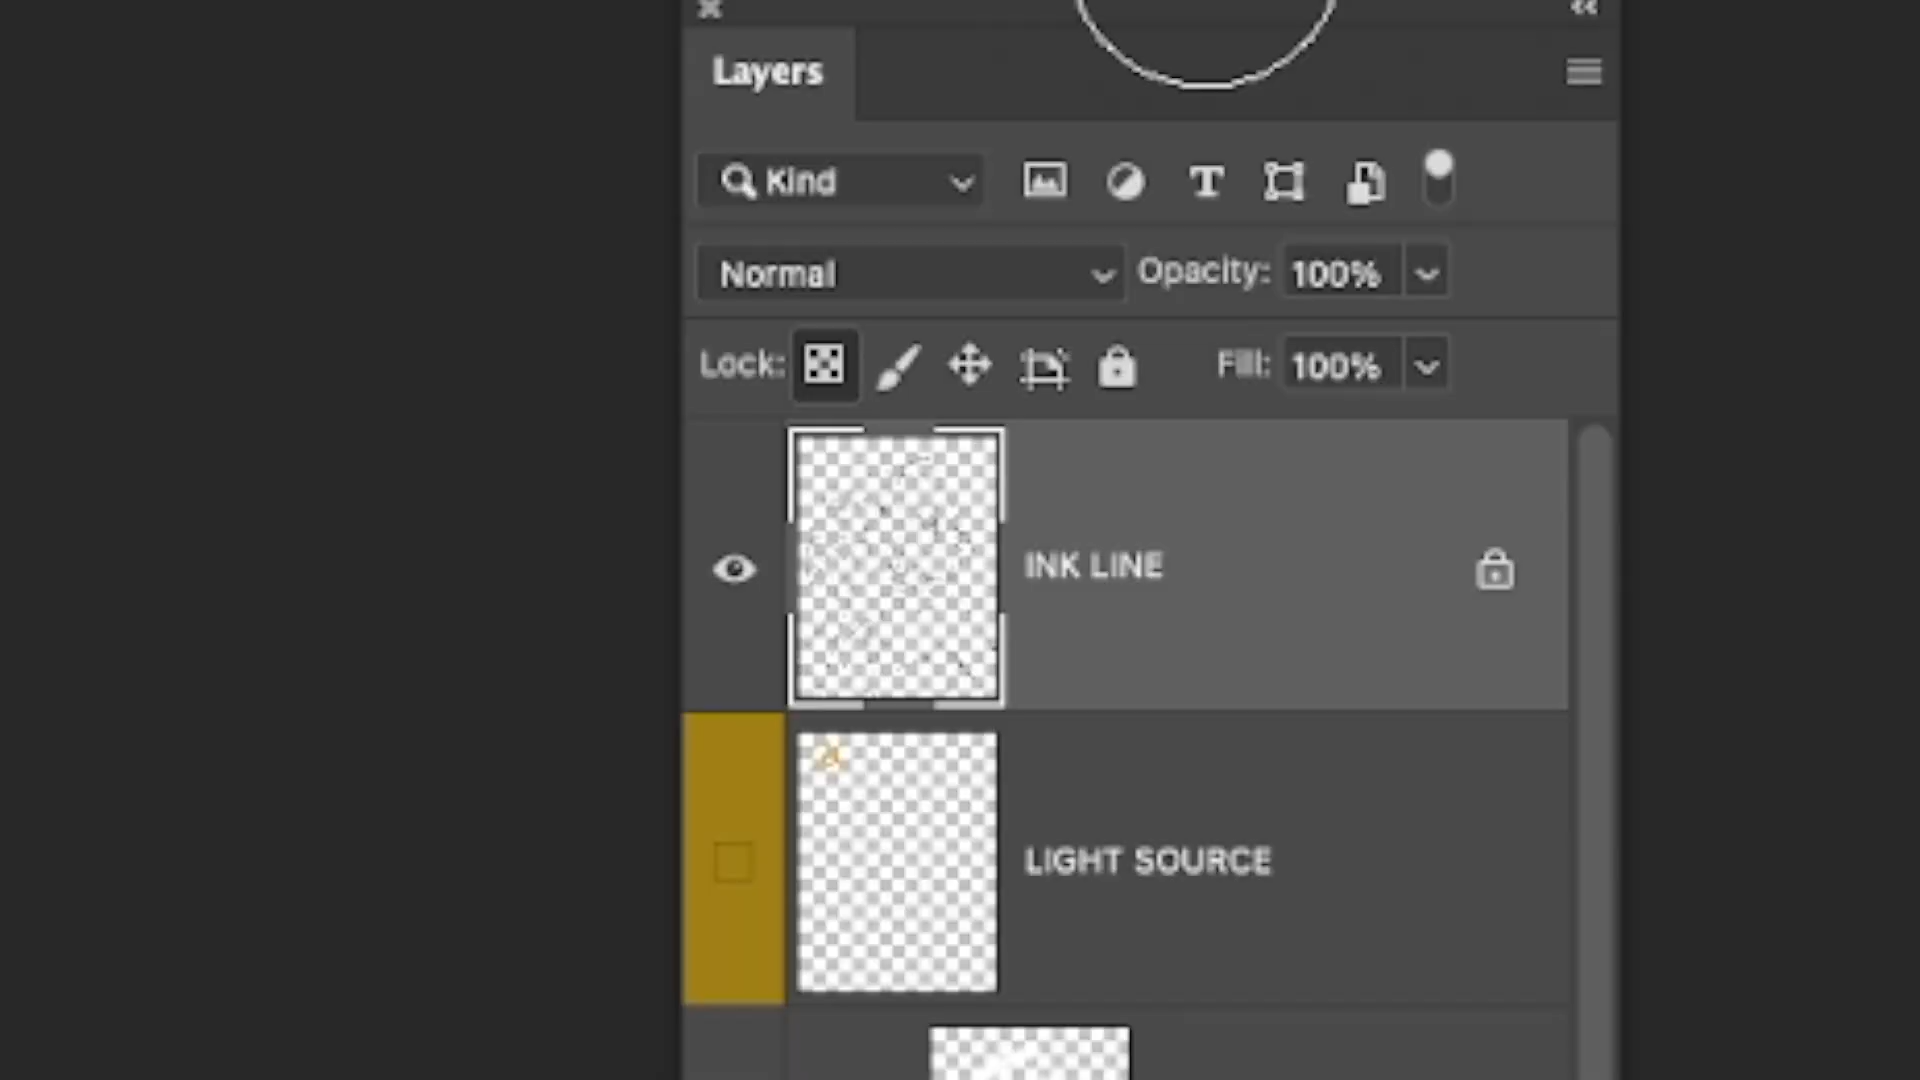 Layers
Kind
Normal Opacity: 100%
Lock: Fill: 100%
INK LINE
LIGHT SOURCE